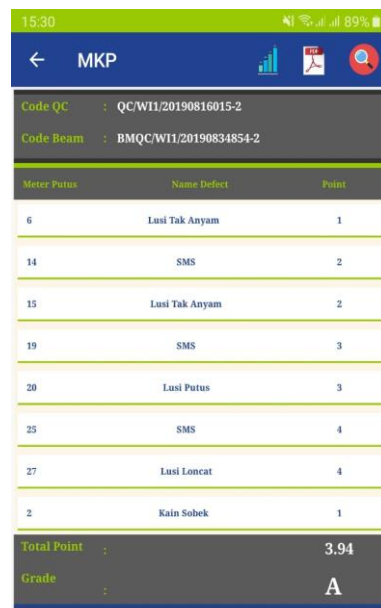 15:30 89%
MKP PDF
Code QC : QC/WI1/20190816015-2
Code Beam : BMQC/WI1/20190834854-2
Meter Putus Name Defect Point
6 Lusi Tak Anyam 1
14 SMS 2
15 Lusi Tak Anyam 2
19 SMS 3
20 Lusi Putus 3
25 SMS 4
27 Lusi Loncat 4
2 Kain Sobek 1
Total Point : 3.94
Grade : A